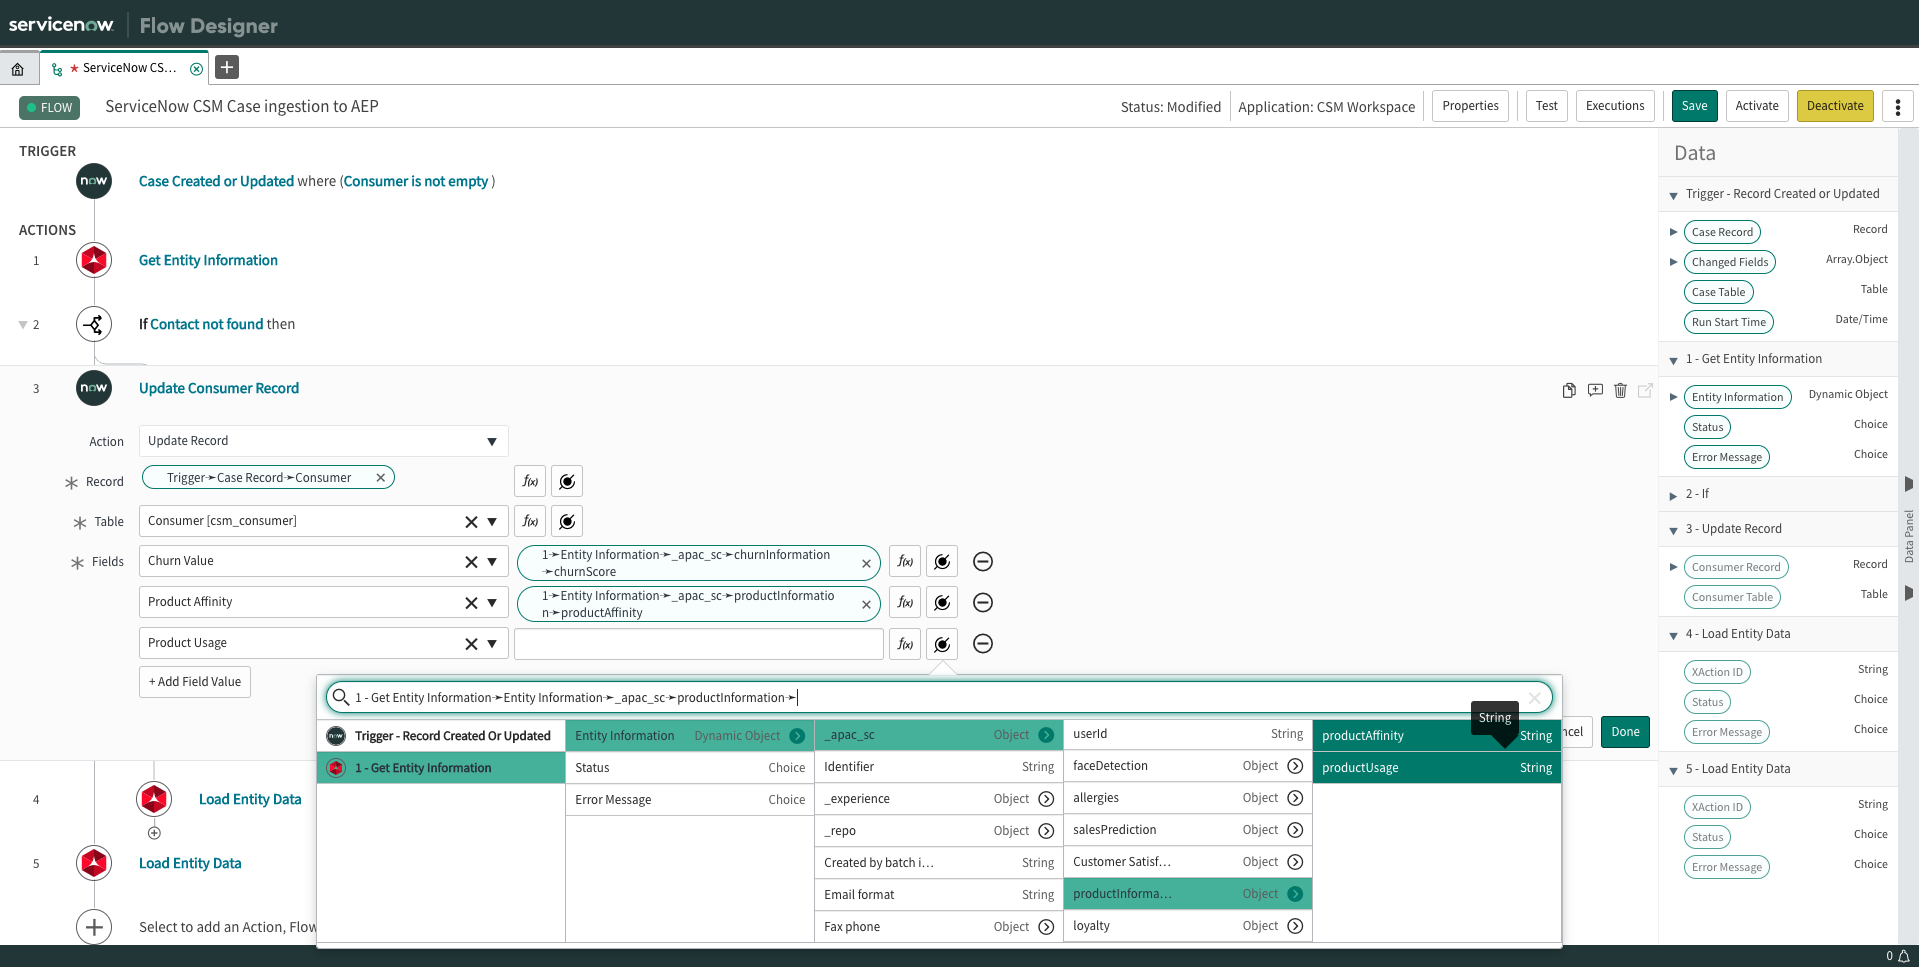 servicenow Flow Designer
* ServiceNow CS...
FLOW ServiceNow CSM Case ingestion to AEP Status: Modified Application: CSM Workspace Properties Test Executions Save Activate Deactivate
TRIGGER
now Case Created or Updated where (Consumer is not empty )
ACTIONS
1 Get Entity Information
2 If Contact not found then
3 now Update Consumer Record
Action Update Record
Record Trigger➛Case Record➛Consumer f(x)
Table Consumer [csm_consumer] f(x)
Fields Churn Value 1➛Entity Information➛_apac_sc➛churnInformation
➛churnScore f(x)
Product Affinity 1➛Entity Information➛_apac_sc➛productInformatio
n➛productAffinity f(x)
Product Usage f(x)
+ Add Field Value
1 - Get Entity Information➛Entity Information➛_apac_sc➛productInformation➛
String
now Trigger - Record Created Or Updated
1 - Get Entity Information
Entity Information Dynamic Object
Status Choice
Error Message Choice
_apac_sc Object
Identifier String
_experience Object
_repo Object
Created by batch i... String
Email format String
Fax phone Object
userId String
faceDetection Object
allergies Object
salesPrediction Object
Customer Satisf... Object
productInforma... Object
loyalty Object
productAffinity String
productUsage String
ncel Done
4 Load Entity Data
5 Load Entity Data
Select to add an Action, Flow
Data
Trigger - Record Created or Updated
Case Record Record
Changed Fields Array.Object
Case Table Table
Run Start Time Date/Time
1 - Get Entity Information
Entity Information Dynamic Object
Status Choice
Error Message Choice
2 - If
3 - Update Record
Consumer Record Record
Consumer Table Table
4 - Load Entity Data
XAction ID String
Status Choice
Error Message Choice
5 - Load Entity Data
XAction ID String
Status Choice
Error Message Choice
Data Panel
0